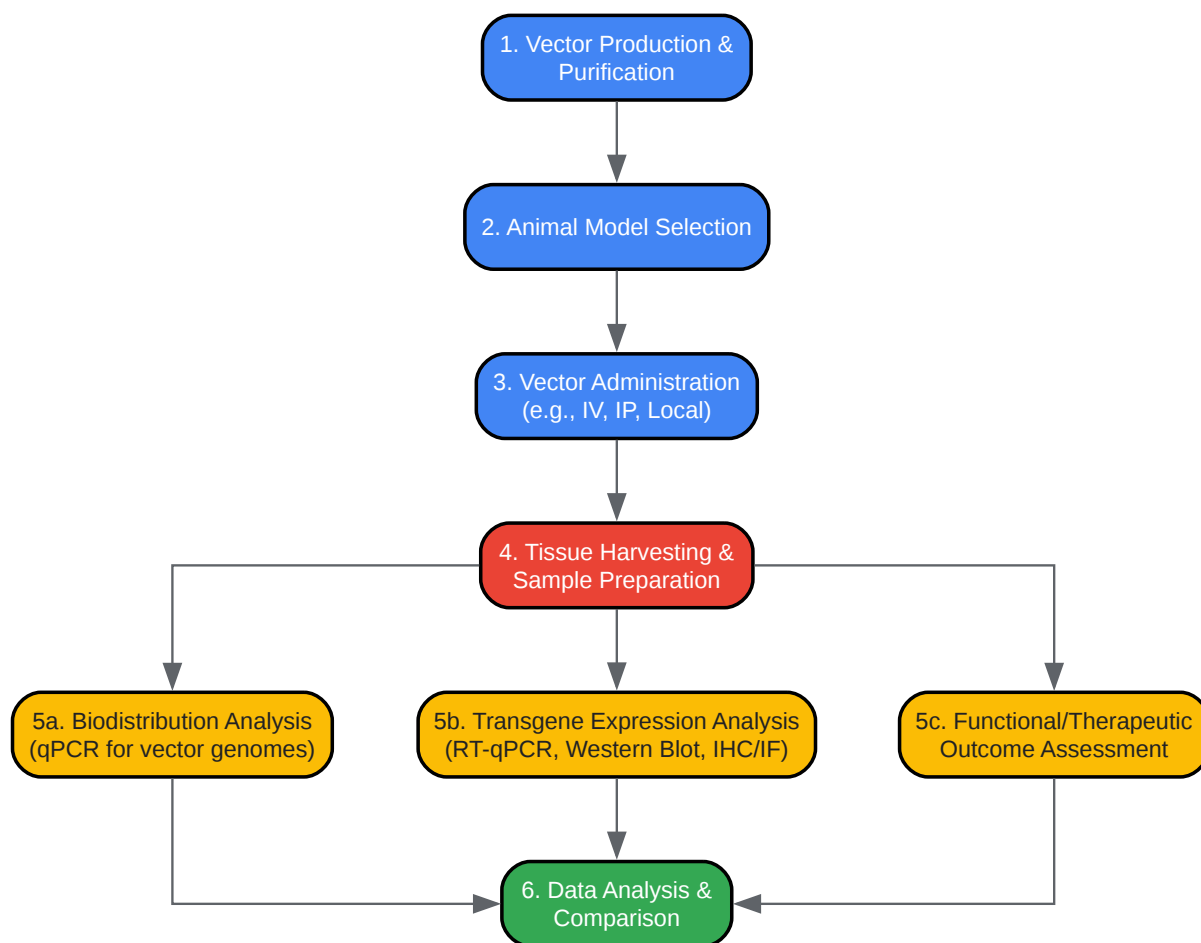 1. Vector Production &
Purification
2. Animal Model Selection
3. Vector Administration
(e.g., IV, IP, Local)
4. Tissue Harvesting &
Sample Preparation
5a. Biodistribution Analysis
(qPCR for vector genomes)
5b. Transgene Expression Analysis
(RT-qPCR, Western Blot, IHC/IF)
5c. Functional/Therapeutic
Outcome Assessment
6. Data Analysis &
Comparison